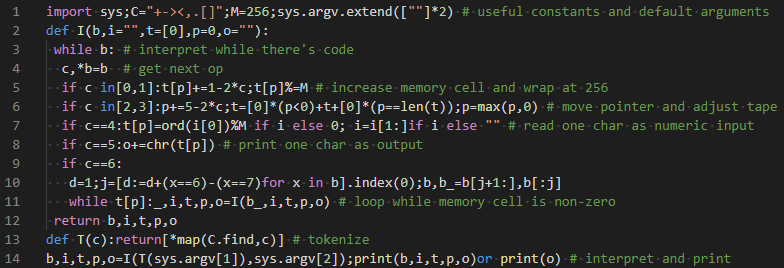 1 import sys;C="+-><,.[]";M=256;sys.argv.extend([""]*2) # useful constants and default arguments
2 def I(b,i="",t=[0],p=0,o=""):
3  while b: # interpret while there's code
4   c,*b=b # get next op
5   if c in[0,1]:t[p]+=1-2*c;t[p]%=M # increase memory cell and wrap at 256
6   if c in[2,3]:p+=5-2*c;t=[0]*(p<0)+t+[0]*(p==len(t));p=max(p,0) # move pointer and adjust tape
7   if c==4:t[p]=ord(i[0])%M if i else 0; i=i[1:]if i else "" # read one char as numeric input
8   if c==5:o+=chr(t[p]) # print one char as output
9   if c==6:
10    d=1;j=[d:=d+(x==6)-(x==7)for x in b].index(0);b,b_=b[j+1:],b[:j]
11    while t[p]:_,i,t,p,o=I(b_,i,t,p,o) # loop while memory cell is non-zero
12  return b,i,t,p,o
13 def T(c):return[*map(C.find,c)] # tokenize
14 b,i,t,p,o=I(T(sys.argv[1]),sys.argv[2]);print(b,i,t,p,o)or print(o) # interpret and print